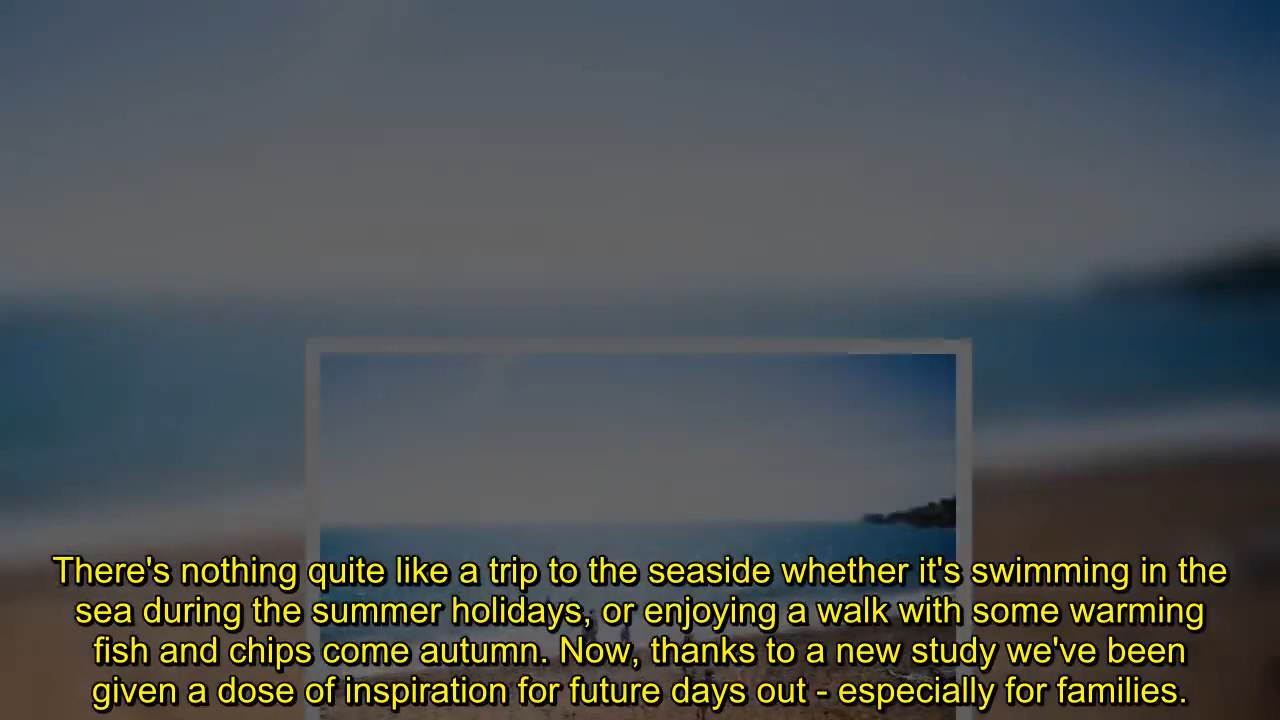 There's nothing quite like a trip to the seaside whether it's swimming in the
sea during the summer holidays, or enjoying a walk with some warming
fish and chips come autumn. Now, thanks to a new study we've been
given a dose of inspiration for future days out - especially for families.